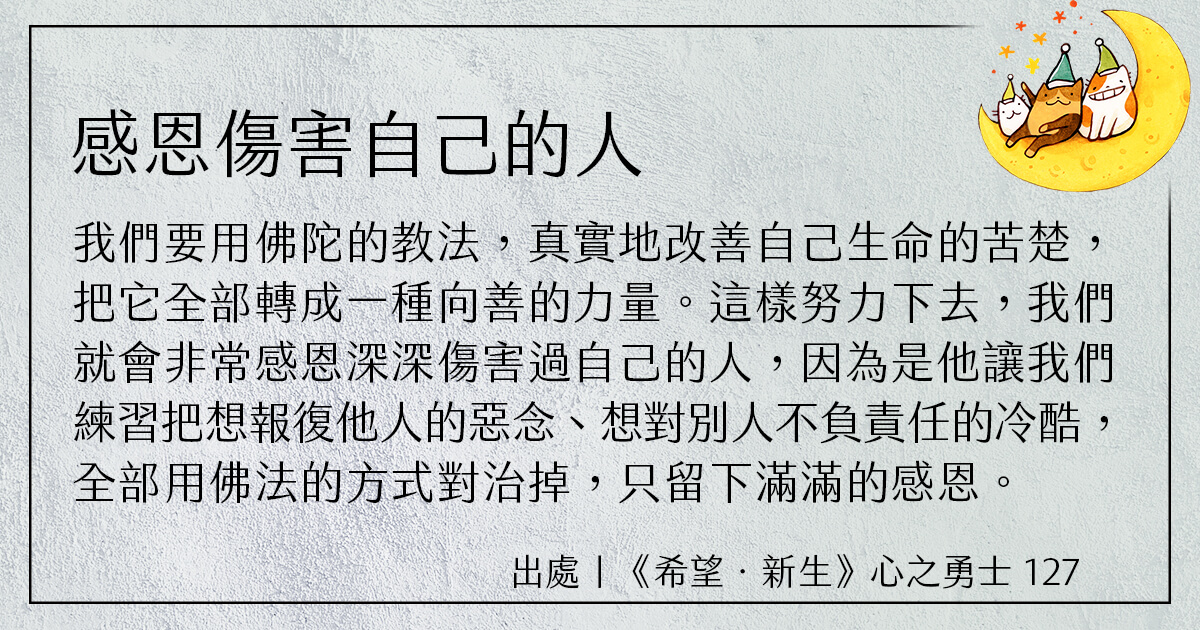 感恩傷害自己的人
我們要用佛陀的教法，真實地改善自己生命的苦楚，
把它全部轉成一種向善的力量。這樣努力下去，我們
就會非常感恩深深傷害過自己的人，因為是他讓我們
練習把想報復他人的惡念、想對別人不負責任的冷酷，
全部用佛法的方式對治掉，只留下滿滿的感恩。
出處丨《希望．新生》心之勇士 127